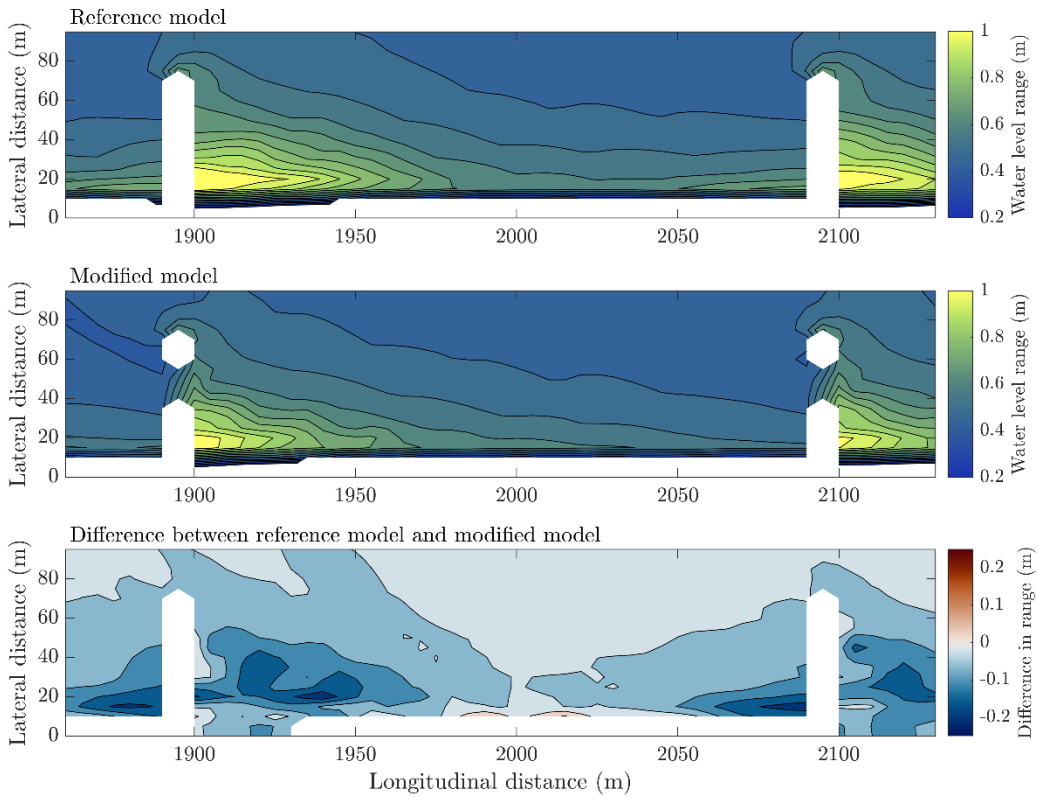 Reference model
Lateral distance (m)
80
60
40
20
0
1900 1950 2000 2050 2100
1
0.8
0.6
0.4
0.2
Water level range (m)
Modified model
Lateral distance (m)
80
60
40
20
0
1900 1950 2000 2050 2100
1
0.8
0.6
0.4
0.2
Water level range (m)
Difference between reference model and modified model
Lateral distance (m)
80
60
40
20
0
1900 1950 2000 2050 2100
0.2
0.1
0
-0.1
-0.2
Difference in range (m)
Longitudinal distance (m)